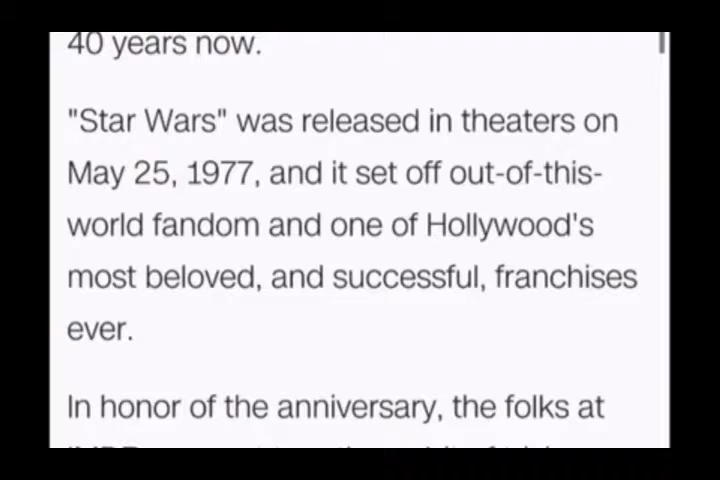 40 years now.
"Star Wars" was released in theaters on
May 25, 1977, and it set off out-of-this-
world fandom and one of Hollywood's
most beloved, and successful, franchises
ever.
In honor of the anniversary, the folks at